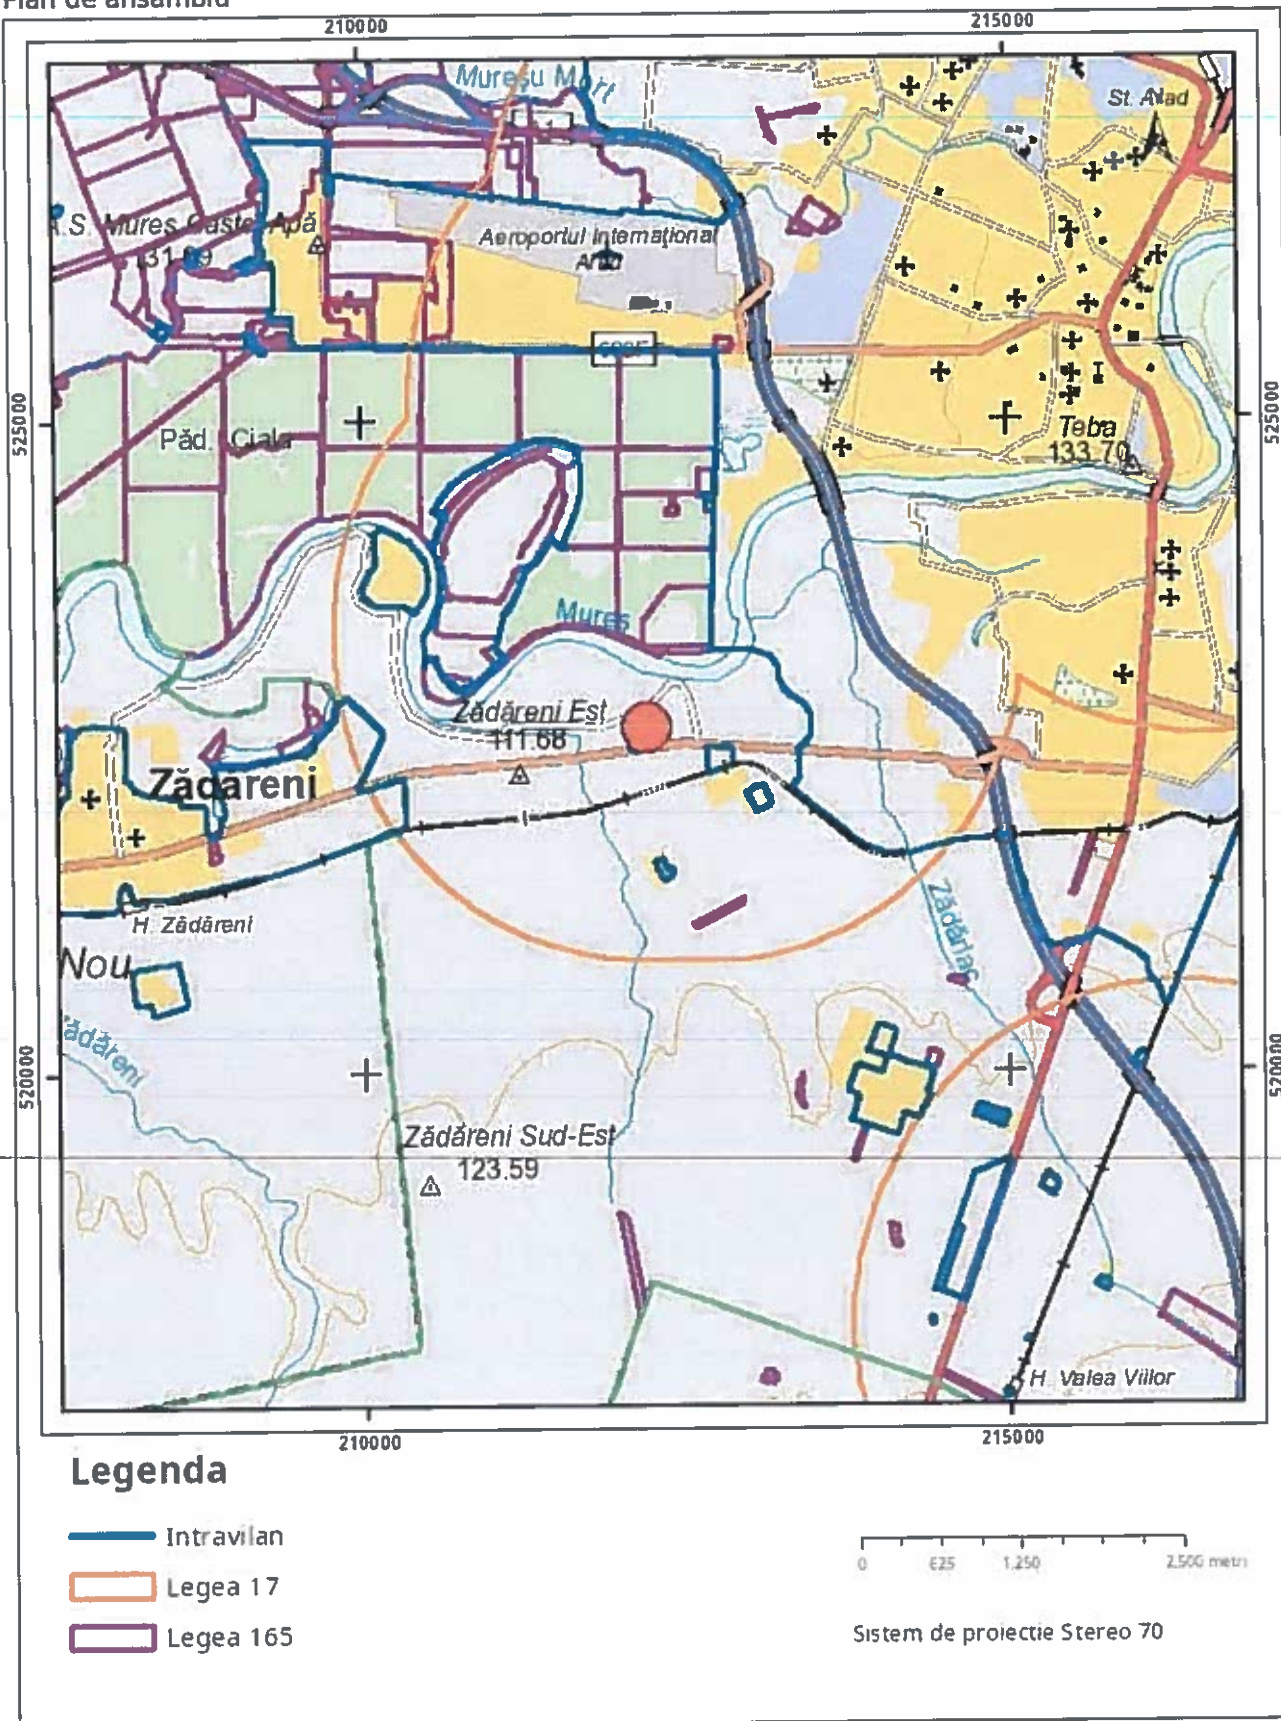 Plan de ansamblu
210000
215000
Mureșu Mort
St. Arad
A.S. Mureș Gaste Apă
Aeroportul Internațional
Arad
525000
525000
Păd. Ciala
Teba
133.70
Mureș
Zădăreni Est
111.68
Zădăreni
H. Zădăreni
Zădărlac
Nou
Zădăreni
520000
520000
Zădăreni Sud-Est
123.59
H. Valea Viilor
210000
215000
Legenda
Intravilan
Legea 17
Legea 165
0 625 1,250 2,500 metri
Sistem de proiectie Stereo 70